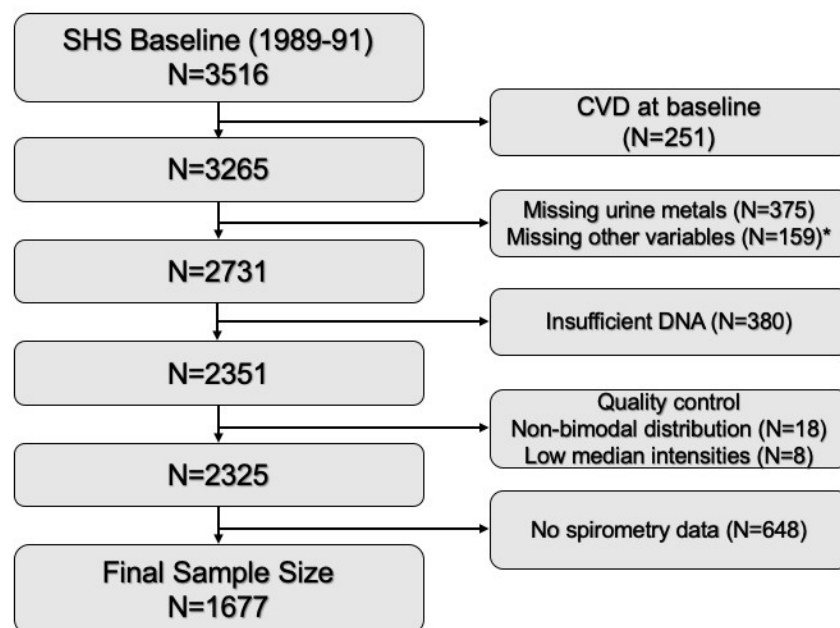 SHS Baseline (1989-91)
N=3516
CVD at baseline
(N=251)
N=3265
Missing urine metals (N=375)
Missing other variables (N=159)*
N=2731
Insufficient DNA (N=380)
N=2351
Quality control
Non-bimodal distribution (N=18)
Low median intensities (N=8)
N=2325
No spirometry data (N=648)
Final Sample Size
N=1677